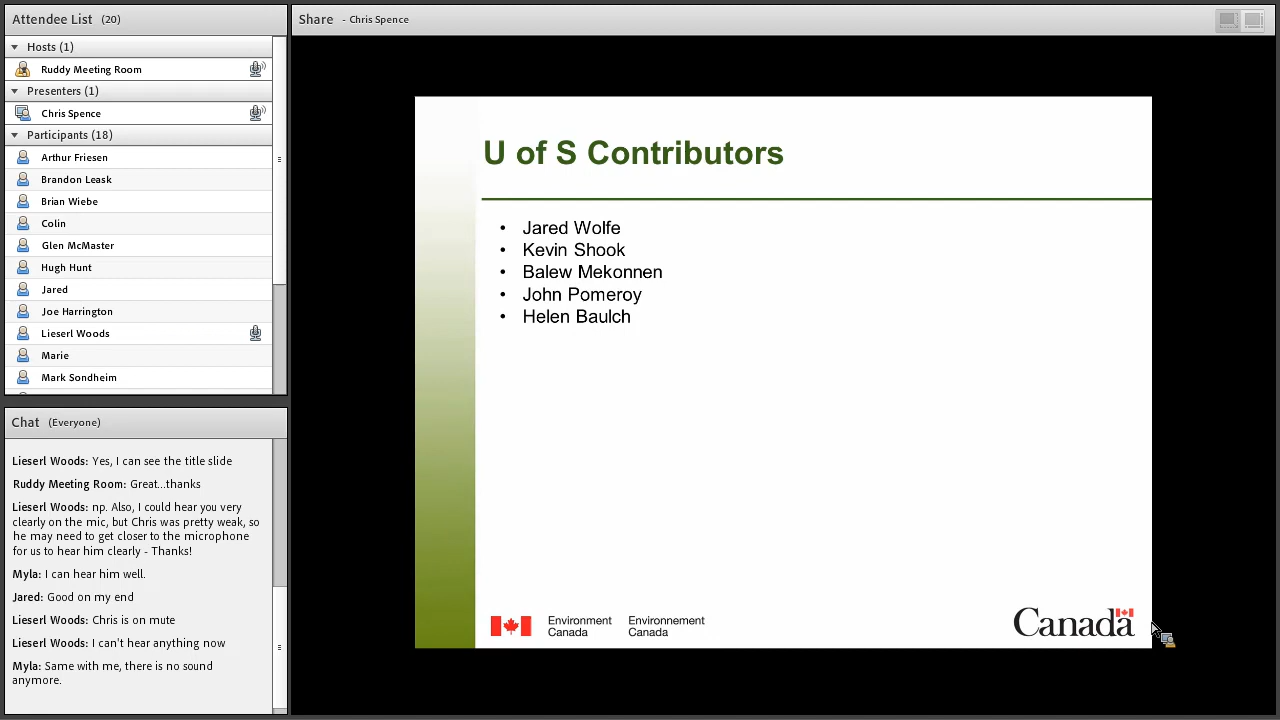 Attendee List (20)
Hosts (1)
Ruddy Meeting Room
Presenters (1)
Chris Spence
Participants (18)
Arthur Friesen
Brandon Leask
Brian Wiebe
Colin
Glen McMaster
Hugh Hunt
Jared
Joe Harrington
Lieserl Woods
Marie
Mark Sondheim
Chat (Everyone)
Lieserl Woods: Yes, I can see the title slide
Ruddy Meeting Room: Great...thanks
Lieserl Woods: np. Also, I could hear you very
clearly on the mic, but Chris was pretty weak, so
he may need to get closer to the microphone
for us to hear him clearly - Thanks!
Myla: I can hear him well.
Jared: Good on my end
Lieserl Woods: Chris is on mute
Lieserl Woods: I can't hear anything now
Myla: Same with me, there is no sound
anymore.
Share - Chris Spence
U of S Contributors
• Jared Wolfe
• Kevin Shook
• Balew Mekonnen
• John Pomeroy
• Helen Baulch
Environment
Canada
Environnement
Canada
Canada